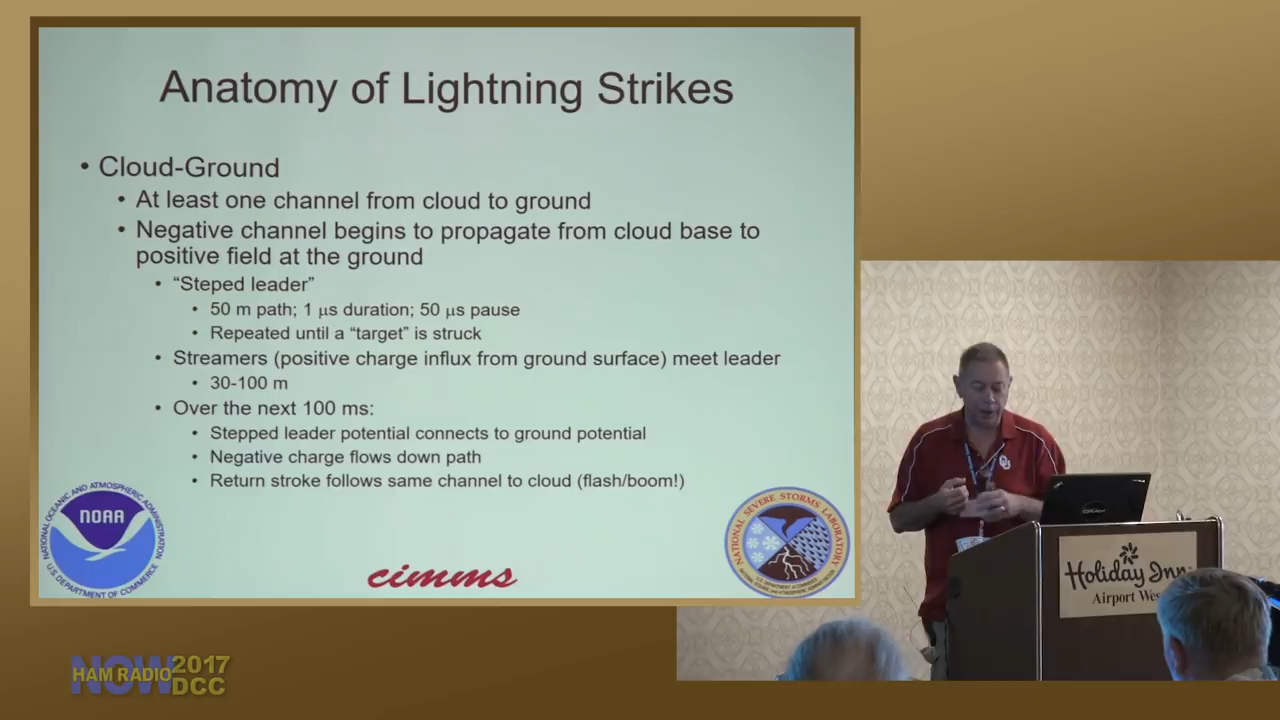 Anatomy of Lightning Strikes
• Cloud-Ground
• At least one channel from cloud to ground
• Negative channel begins to propagate from cloud base to
positive field at the ground
• “Steped leader”
• 50 m path; 1 μs duration; 50 μs pause
• Repeated until a “target” is struck
• Streamers (positive charge influx from ground surface) meet leader
• 30-100 m
• Over the next 100 ms:
• Stepped leader potential connects to ground potential
• Negative charge flows down path
• Return stroke follows same channel to cloud (flash/boom!)
NATIONAL OCEANIC AND ATMOSPHERIC ADMINISTRATION
NOAA
U.S. DEPARTMENT OF COMMERCE
cimms
NATIONAL SEVERE STORMS LABORATORY
OU
Holiday Inn
Airport Wes
NOW
HAM RADIO
2017
DCC